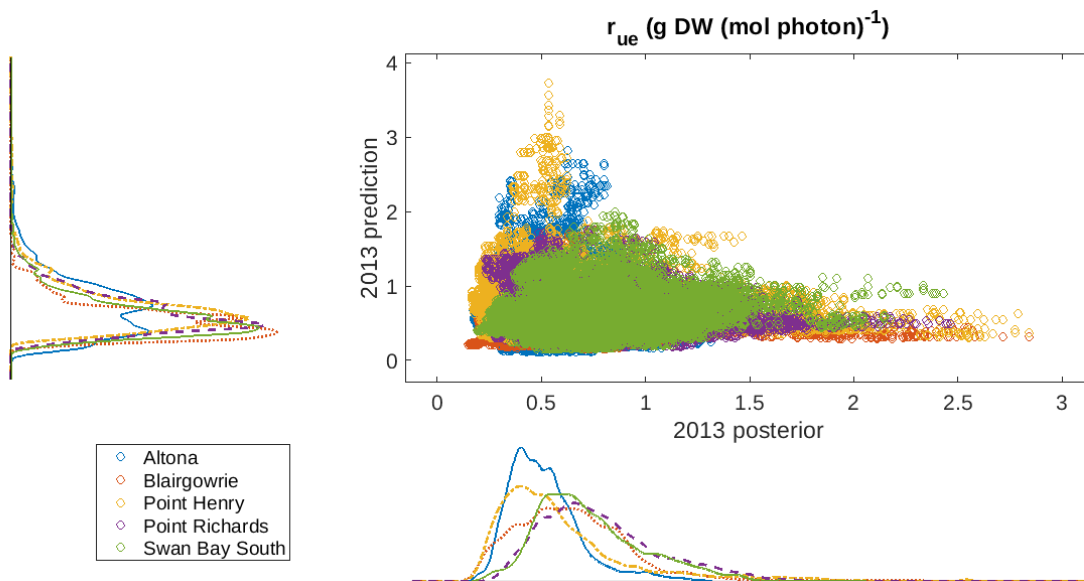 r_ue (g DW (mol photon)^-1)
4
3
2
1
0
2013 prediction
0
0.5
1
1.5
2
2.5
3
2013 posterior
Altona
Blairgowrie
Point Henry
Point Richards
Swan Bay South